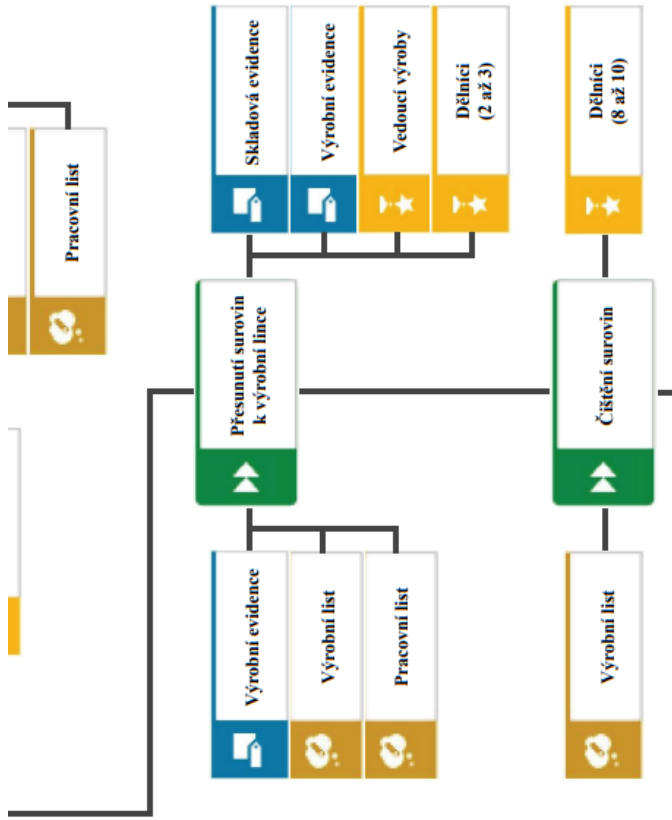 Pracovní list
Skladová evidence
Výrobní evidence
Vedoucí výroby
Dělníci
(2 až 3)
Přesunutí surovin
k výrobní lince
Výrobní evidence
Výrobní list
Pracovní list
Dělníci
(8 až 10)
Čištění surovin
Výrobní list